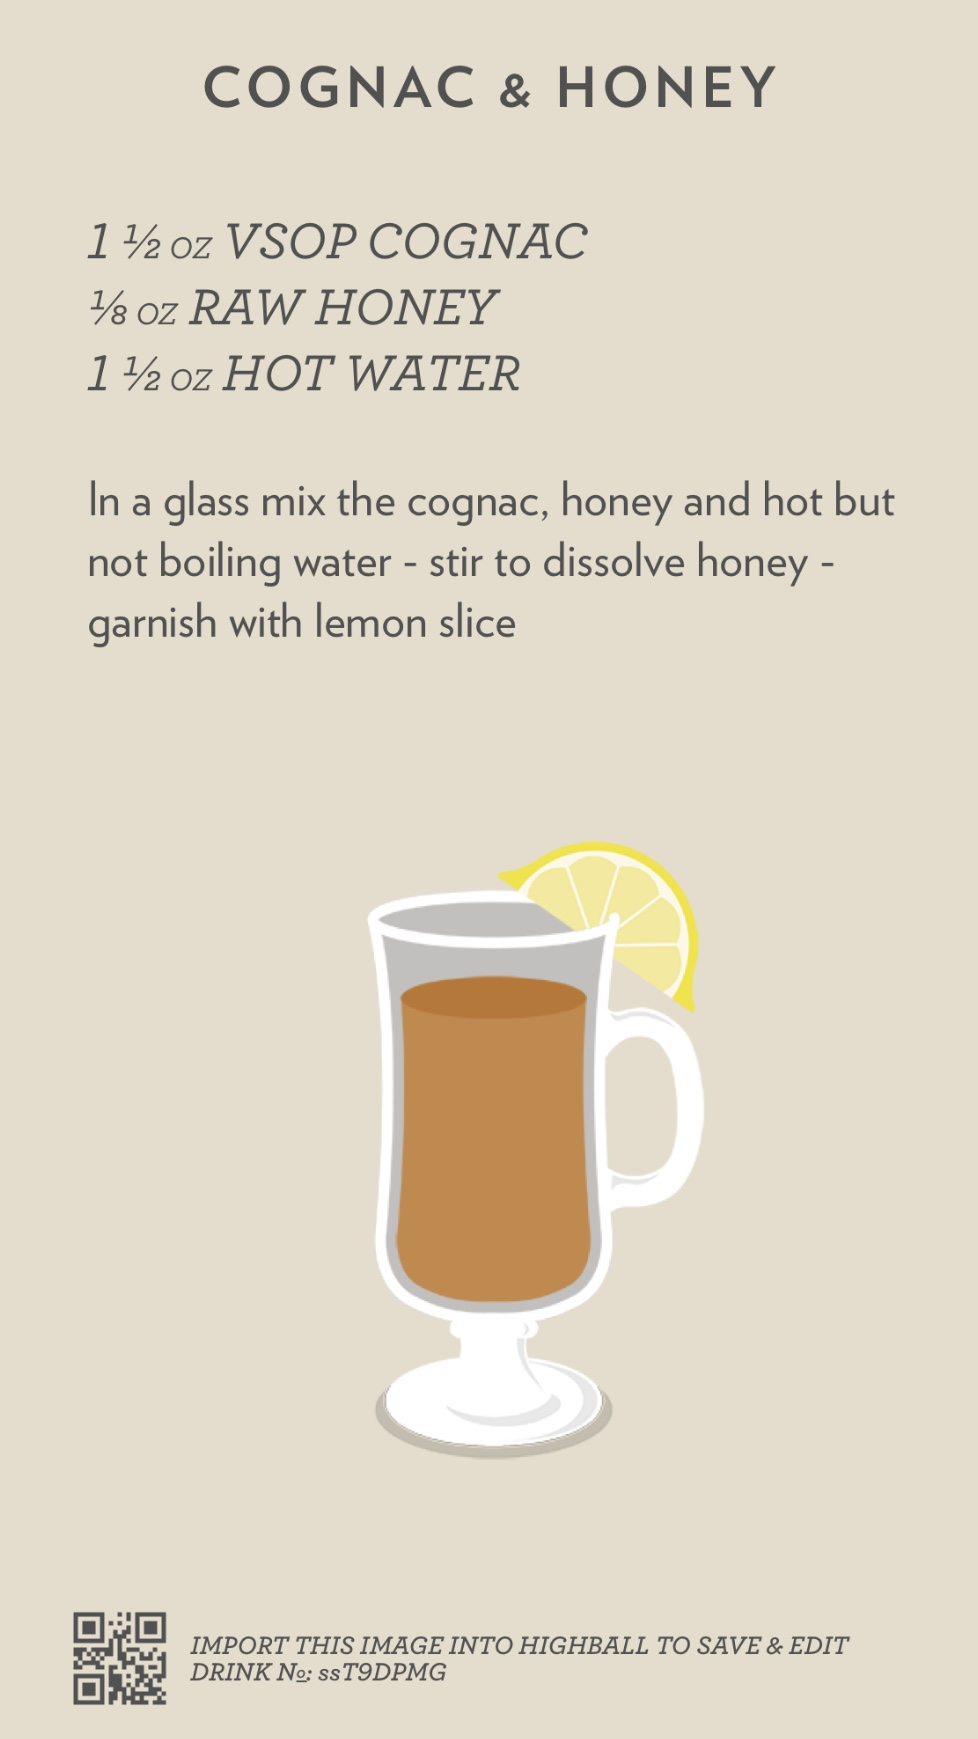 COGNAC & HONEY
1 ½ oz VSOP COGNAC
⅛ oz RAW HONEY
1 ½ oz HOT WATER
In a glass mix the cognac, honey and hot but
not boiling water - stir to dissolve honey -
garnish with lemon slice
IMPORT THIS IMAGE INTO HIGHBALL TO SAVE & EDIT
DRINK №: ssT9DPMG